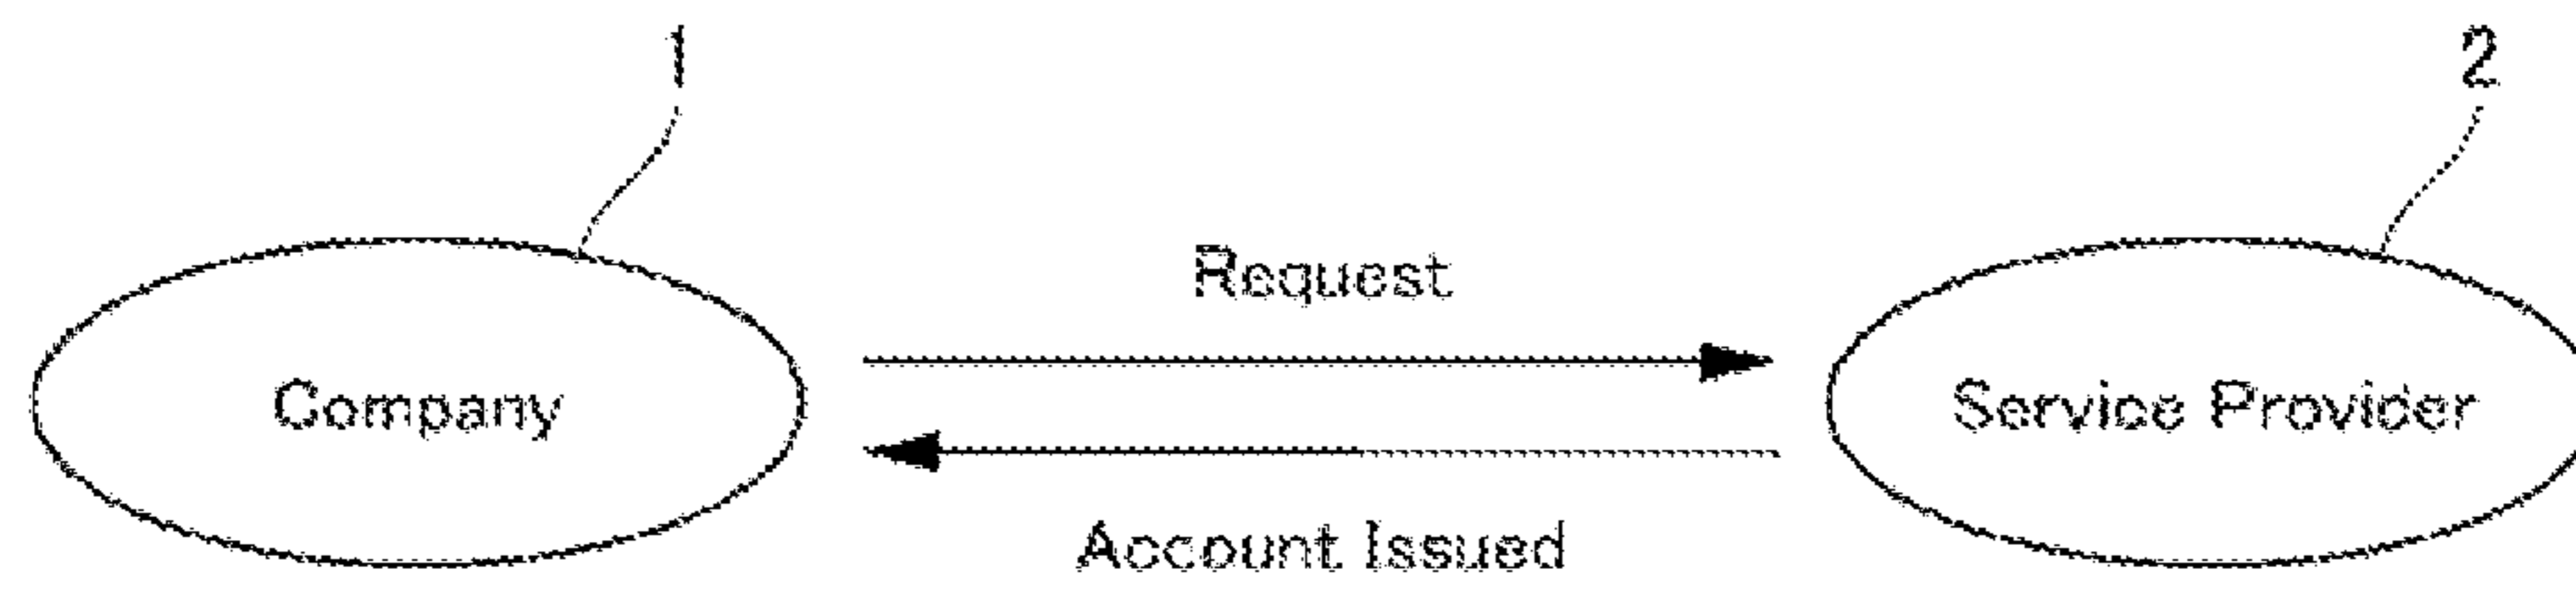 1
2
Request
Company
Service Provider
Account Issued